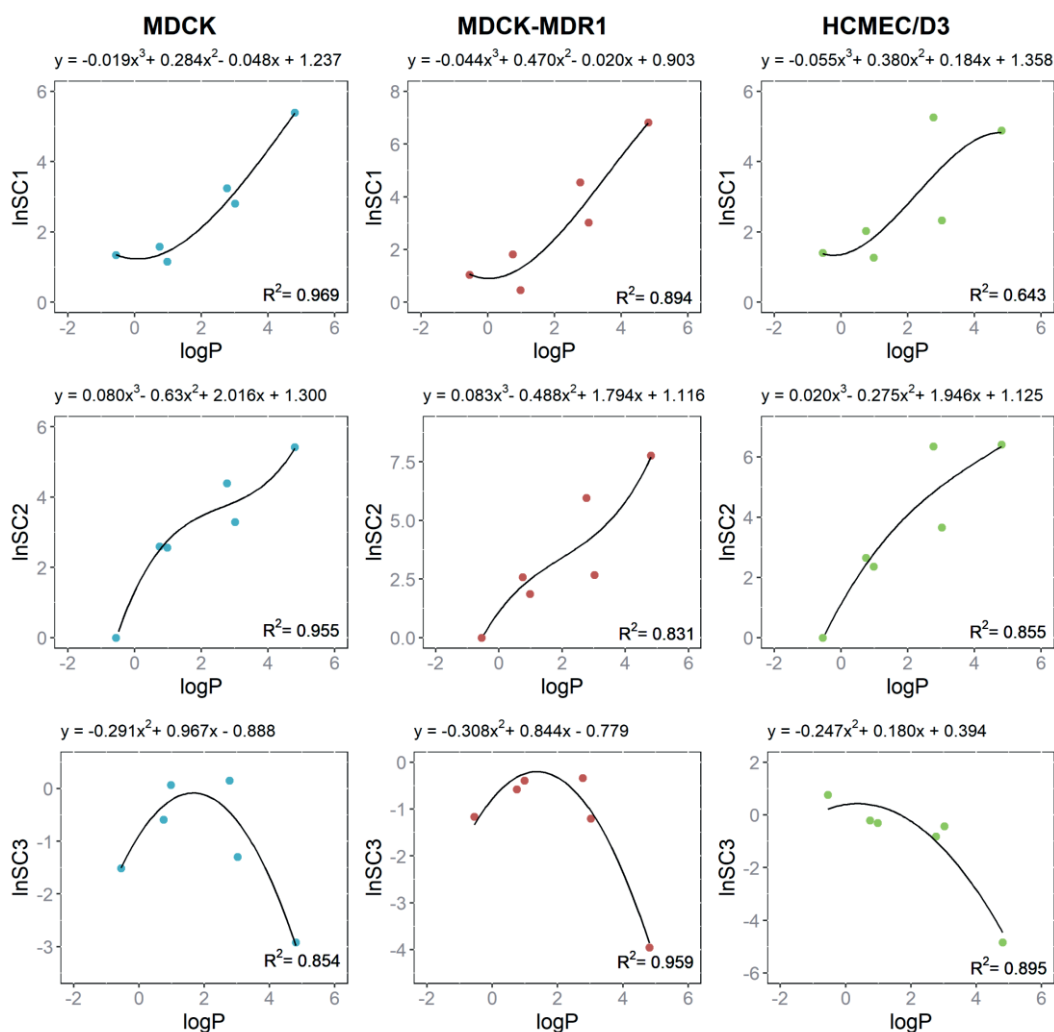 MDCK MDCK-MDR1 HCMEC/D3
y = -0.019x³+ 0.284x²- 0.048x + 1.237
y = -0.044x³+ 0.470x²- 0.020x + 0.903
y = -0.055x³+ 0.380x²+ 0.184x + 1.358
lnSC1
6
4
2
0
R²= 0.969
-2 0 2 4 6
logP
lnSC1
8
6
4
2
0
R²= 0.894
-2 0 2 4 6
logP
lnSC1
6
4
2
0
R²= 0.643
-2 0 2 4 6
logP
y = 0.080x³- 0.63x²+ 2.016x + 1.300
y = 0.083x³- 0.488x²+ 1.794x + 1.116
y = 0.020x³- 0.275x²+ 1.946x + 1.125
lnSC2
6
4
2
0
R²= 0.955
-2 0 2 4 6
logP
lnSC2
7.5
5.0
2.5
0.0
R²= 0.831
-2 0 2 4 6
logP
lnSC2
6
4
2
0
R²= 0.855
-2 0 2 4 6
logP
y = -0.291x²+ 0.967x - 0.888
y = -0.308x²+ 0.844x - 0.779
y = -0.247x²+ 0.180x + 0.394
lnSC3
0
-1
-2
-3
R²= 0.854
-2 0 2 4 6
logP
lnSC3
0
-1
-2
-3
-4
R²= 0.959
-2 0 2 4 6
logP
lnSC3
2
0
-2
-4
-6
R²= 0.895
-2 0 2 4 6
logP